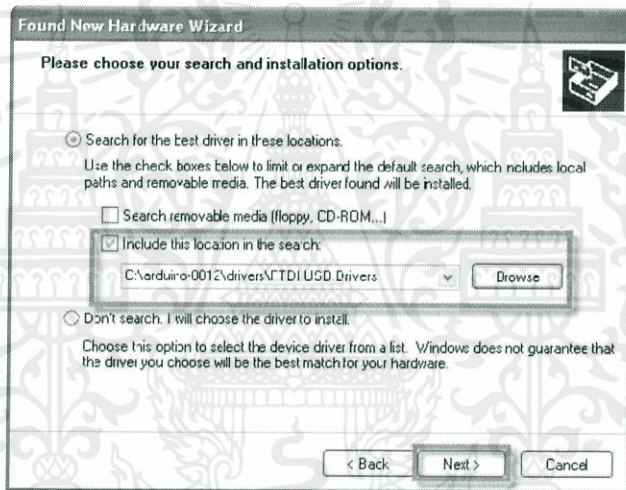 Found New Hardware Wizard
Please choose your search and installation options.
Search for the best driver in these locations.
Use the check boxes below to limit or expand the default search, which includes local
paths and removable media. The best driver found will be installed.
Search removable media (floppy, CD-ROM...)
Include this location in the search:
C:\arduino-0012\drivers\FTDI USB Drivers
Browse
Don't search. I will choose the driver to install.
Choose this option to select the device driver from a list. Windows does not guarantee that
the driver you choose will be the best match for your hardware.
< Back
Next >
Cancel